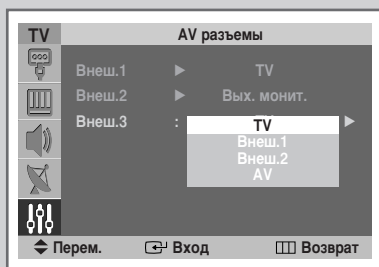 TV
AV разъемы
Внеш.1 ► TV
Внеш.2 ► Вых. монит.
Внеш.3 : TV ►
Внеш.1
Внеш.2
AV
Перем. Вход Возврат